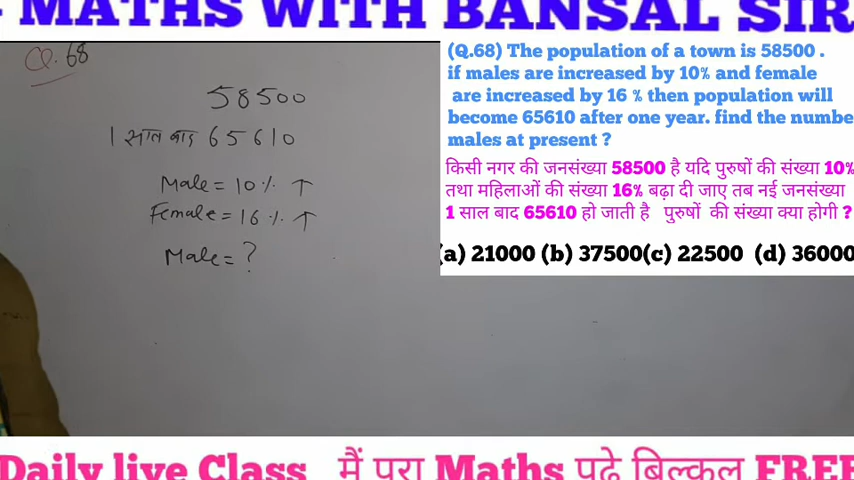 MATHS WITH BANSAL SIR
Q.68
58500
1 साल बाद 65610
Male = 10% ↑
Female = 16% ↑
Male = ?
(Q.68) The population of a town is 58500 .
if males are increased by 10% and female
are increased by 16 % then population will
become 65610 after one year. find the numbe
males at present ?
किसी नगर की जनसंख्या 58500 है यदि पुरुषों की संख्या 10%
तथा महिलाओं की संख्या 16% बढ़ा दी जाए तब नई जनसंख्या
1 साल बाद 65610 हो जाती है पुरुषों की संख्या क्या होगी ?
(a) 21000 (b) 37500(c) 22500 (d) 36000
Daily live Class में पूरा Maths पढ़े बिल्कुल FREE